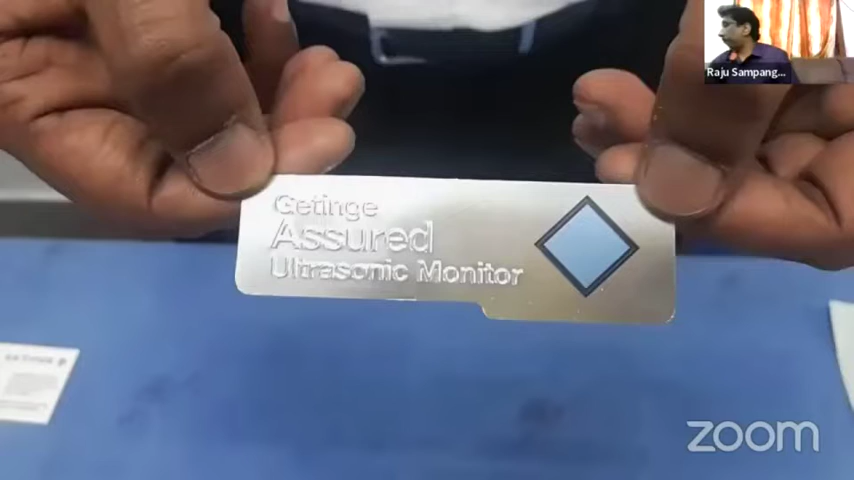 Raju Sampang...
Getinge
Assured
Ultrasonic Monitor
zoom